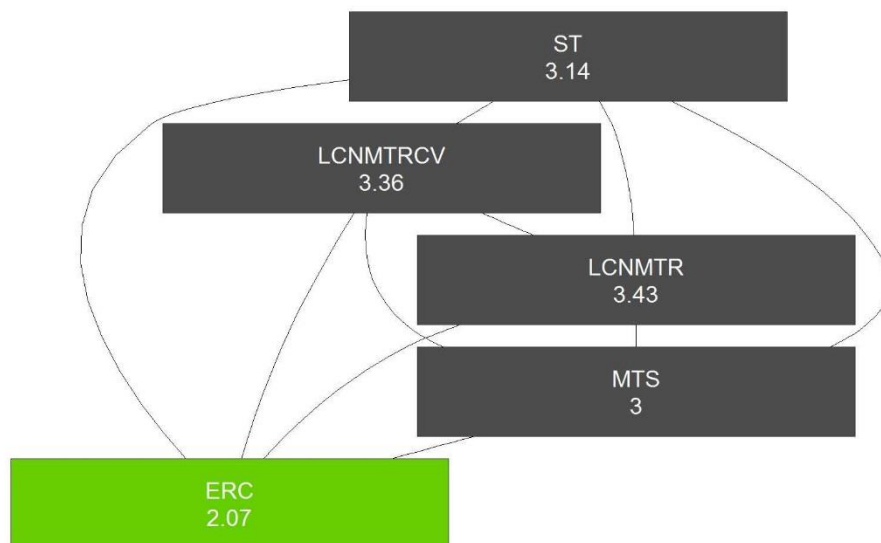 ST
3.14
LCNMTRCV
3.36
LCNMTR
3.43
MTS
3
ERC
2.07